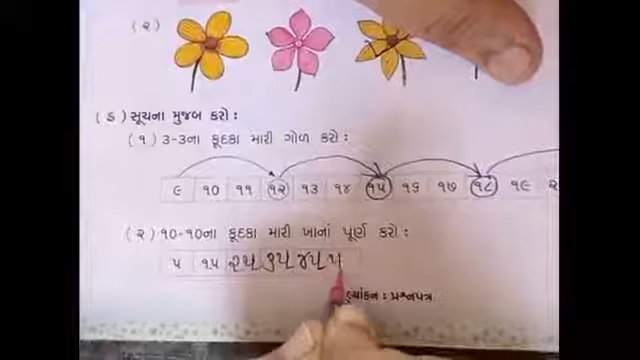 (૨)
(ડ) સૂચના મુજબ કરો :
(૧) ૩-૩ના કૂદકા મારી ગોળ કરો :
૯ ૧૦ ૧૧ ૧૨ ૧૩ ૧૪ ૧૫ ૧૬ ૧૭ ૧૮ ૧૯
(૨) ૧૦-૧૦ના કૂદકા મારી ખાનાં પૂર્ણ કરો :
૫ ૧૫ ૨૫ ૩૫ ૪૫ ૫
મૂલ્યાંકન : પ્રશ્નપત્ર